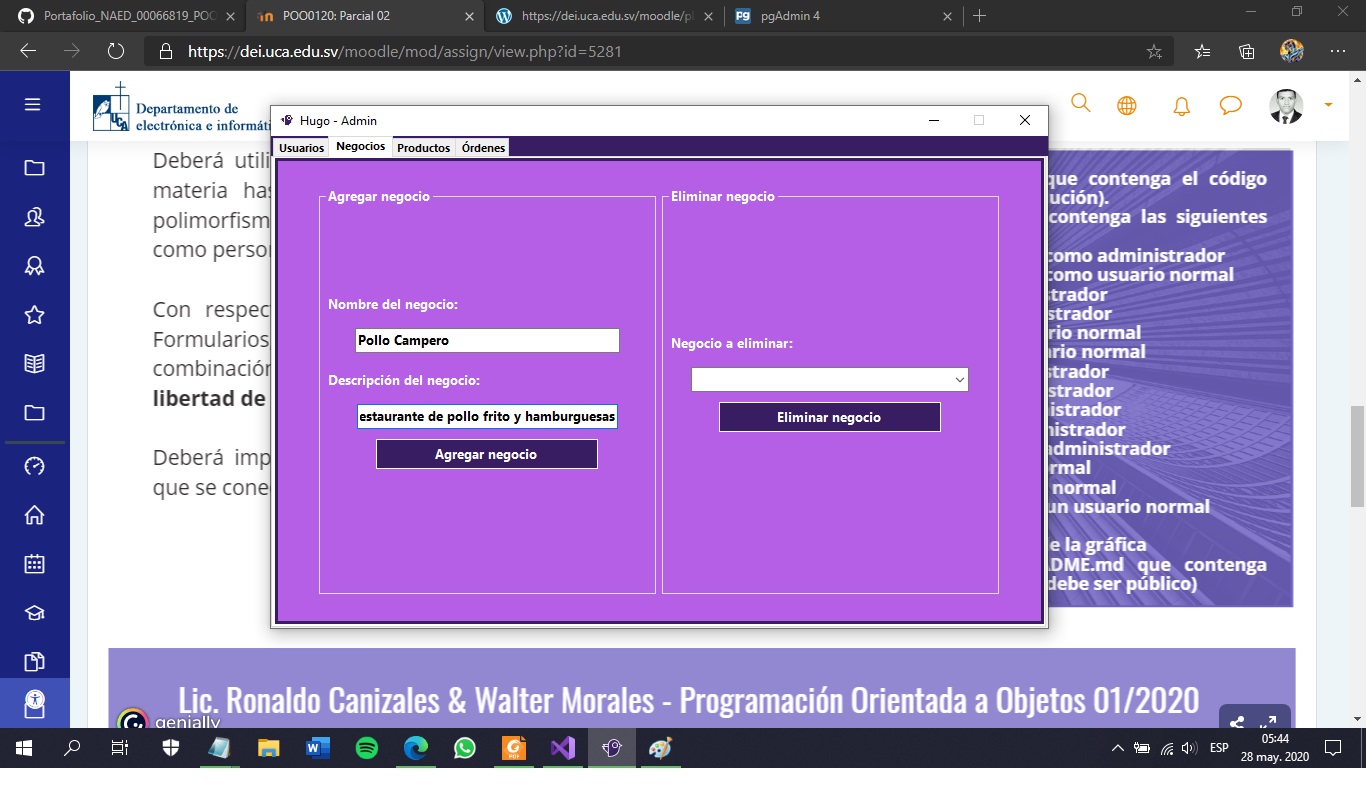 Portafolio_NAED_00066819_POO
POO0120: Parcial 02
https://dei.uca.edu.sv/moodle/pl
pgAdmin 4
https://dei.uca.edu.sv/moodle/mod/assign/view.php?id=5281
UCA
Departamento de
electrónica e informáti
Hugo - Admin
Usuarios
Negocios
Productos
Órdenes
Agregar negocio
Nombre del negocio:
Pollo Campero
Descripción del negocio:
estaurante de pollo frito y hamburguesas
Agregar negocio
Eliminar negocio
Negocio a eliminar:
Eliminar negocio
Deberá utili
materia has
polimorfism
como perso
Con respec
Formularios
combinación
libertad de
Deberá imp
que se cone
que contenga el código
ución).
contenga las siguientes
como administrador
como usuario normal
strador
strador
rio normal
rio normal
strador
strador
istrador
istrador
administrador
rmal
normal
un usuario normal
e la gráfica
DME.md que contenga
debe ser público)
Lic. Ronaldo Canizales & Walter Morales - Programación Orientada a Objetos 01/2020
genially
ESP
05:44
28 may. 2020